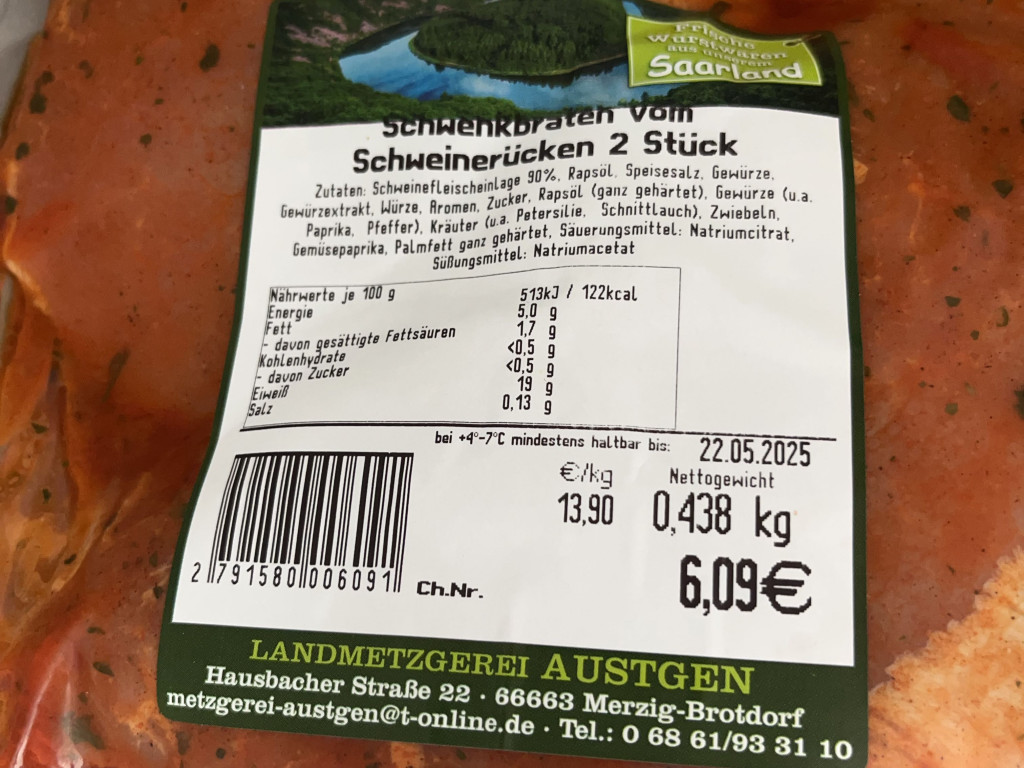 Frische
Wurstwaren
aus unserem
Saarland
Schwenkbraten vom
Schweinerücken 2 Stück
Zutaten: Schweinefleischeinlage 90%, Rapsöl, Speisesalz, Gewürze,
Gewürzextrakt, Würze, Aromen, Zucker, Rapsöl (ganz gehärtet), Gewürze (u.a.
Paprika, Pfeffer), Kräuter (u.a. Petersilie, Schnittlauch), Zwiebeln,
Gemüsepaprika, Palmfett ganz gehärtet, Säuerungsmittel: Natriumcitrat,
Süßungsmittel: Natriumacetat
Nährwerte je 100 g
Energie 513kJ / 122kcal
Fett 5,0 g
- davon gesättigte Fettsäuren 1,7 g
Kohlenhydrate <0,5 g
- davon Zucker <0,5 g
Eiweiß 19 g
Salz 0,13 g
bei +4°-7°C mindestens haltbar bis: 22.05.2025
€/kg Nettogewicht
13,90 0,438 kg
6,09€
2 791580 006091
Ch.Nr.
LANDMETZGEREI AUSTGEN
Hausbacher Straße 22 · 66663 Merzig-Brotdorf
metzgerei-austgen@t-online.de · Tel.: 0 68 61/93 31 10